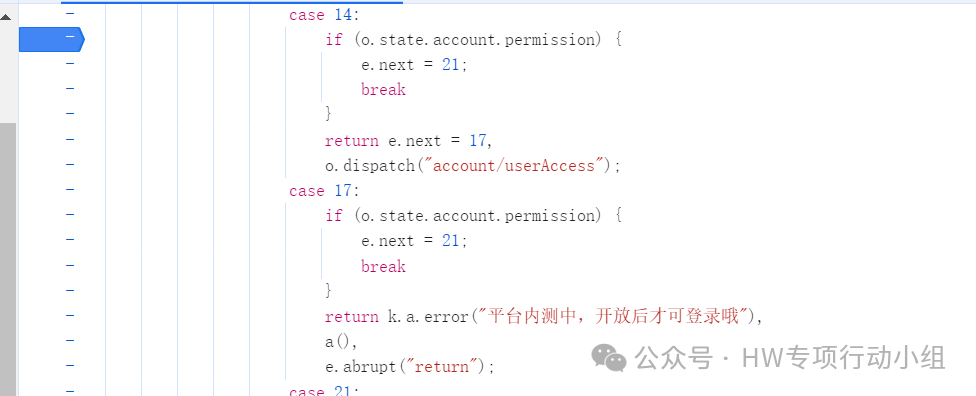 case 14:
if (o.state.account.permission) {
e.next = 21;
break
}
return e.next = 17,
o.dispatch("account/userAccess");
case 17:
if (o.state.account.permission) {
e.next = 21;
break
}
return k.a.error("平台内测中，开放后才可登录哦"),
a(),
e.abrupt("return");
case 21:
公众号 · HW专项行动小组